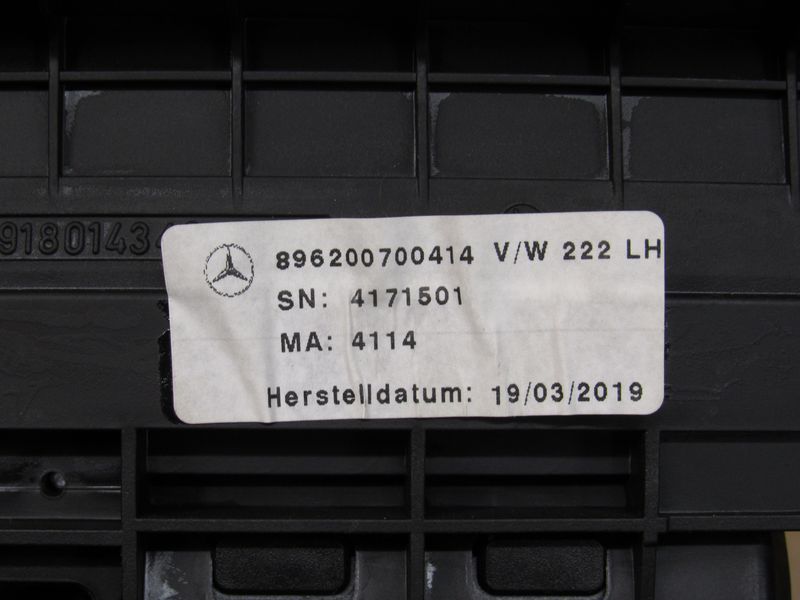 896200700414 V/W 222 LH
SN: 4171501
MA: 4114
Herstelldatum: 19/03/2019